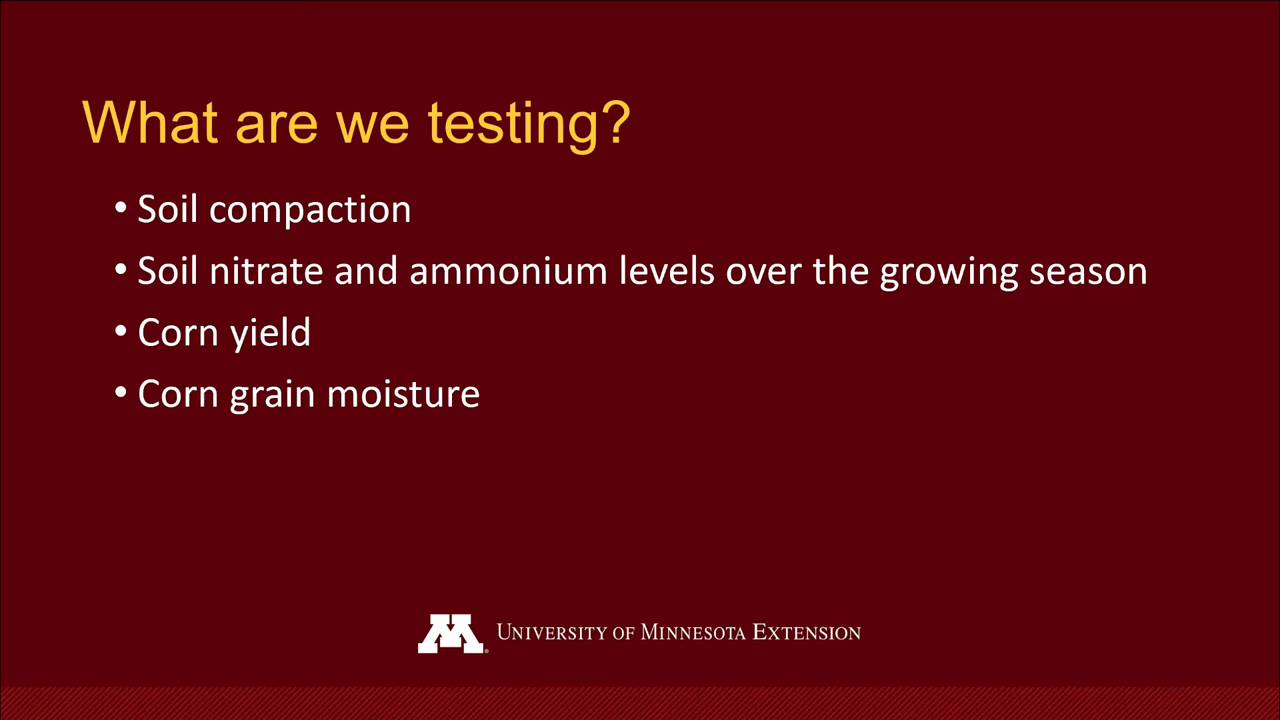 What are we testing?
• Soil compaction
• Soil nitrate and ammonium levels over the growing season
• Corn yield
• Corn grain moisture
M UNIVERSITY OF MINNESOTA EXTENSION